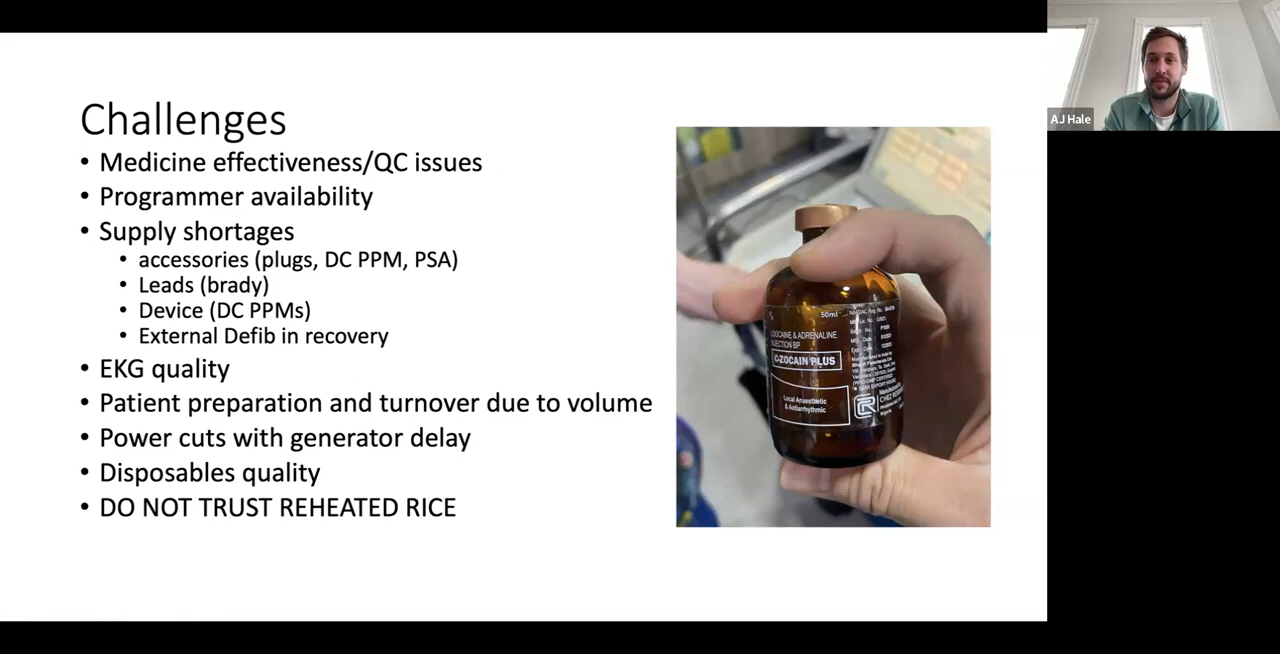 Challenges
• Medicine effectiveness/QC issues
• Programmer availability
• Supply shortages
• accessories (plugs, DC PPM, PSA)
• Leads (brady)
• Device (DC PPMs)
• External Defib in recovery
• EKG quality
• Patient preparation and turnover due to volume
• Power cuts with generator delay
• Disposables quality
• DO NOT TRUST REHEATED RICE
50ml
& ADRENALINE
INJECTION BP
C-ZOCAIN PLUS
Local Anaesthetic
& Antiarrhythmic
AJ Hale